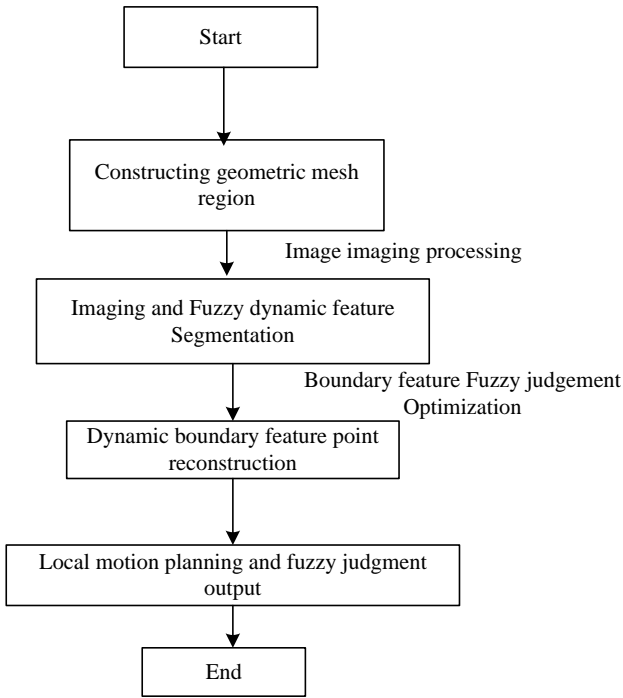 Start
Constructing geometric mesh
region
Image imaging processing
Imaging and Fuzzy dynamic feature
Segmentation
Boundary feature Fuzzy judgement
Optimization
Dynamic boundary feature point
reconstruction
Local motion planning and fuzzy judgment
output
End